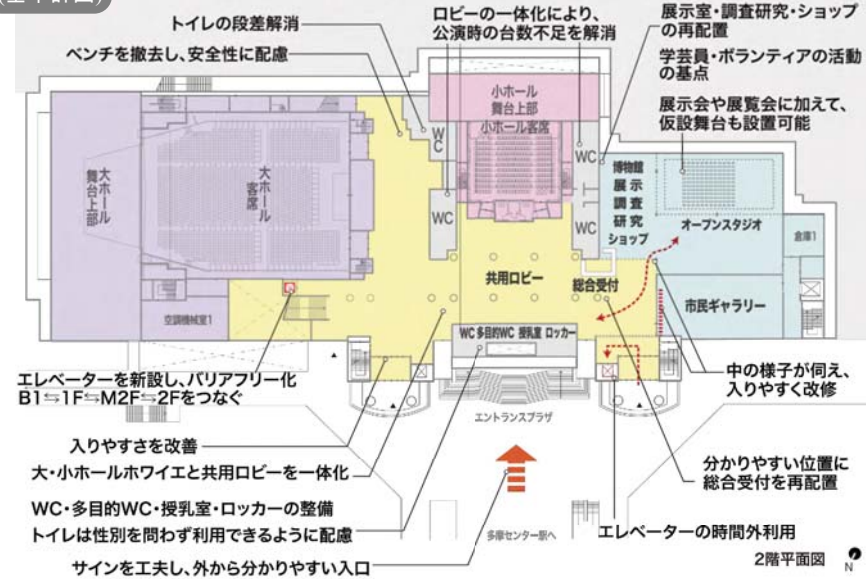 (基本計画)
トイレの段差解消
ベンチを撤去し、安全性に配慮
ロビーの一体化により、
公演時の台数不足を解消
展示室・調査研究・ショップ
の再配置
学芸員・ボランティアの活動
の基点
展示会や展覧会に加えて、
仮設舞台も設置可能
大ホール
舞台上部
大ホール
客席
WC
WC
小ホール
舞台上部
小ホール客席
WC
WC
博物館
展示
調査
研究
ショップ
オープンスタジオ
倉庫1
共用ロビー
総合受付
市民ギャラリー
空調機械室1
WC 多目的WC 授乳室 ロッカー
エレベーターを新設し、バリアフリー化
B1⇆1F⇆M2F⇆2Fをつなぐ
中の様子が伺え、
入りやすく改修
エントランスプラザ
入りやすさを改善
大・小ホールホワイエと共用ロビーを一体化
分かりやすい位置に
総合受付を再配置
WC・多目的WC・授乳室・ロッカーの整備
トイレは性別を問わず利用できるように配慮
多摩センター駅へ
エレベーターの時間外利用
サインを工夫し、外から分かりやすい入口
2階平面図
N